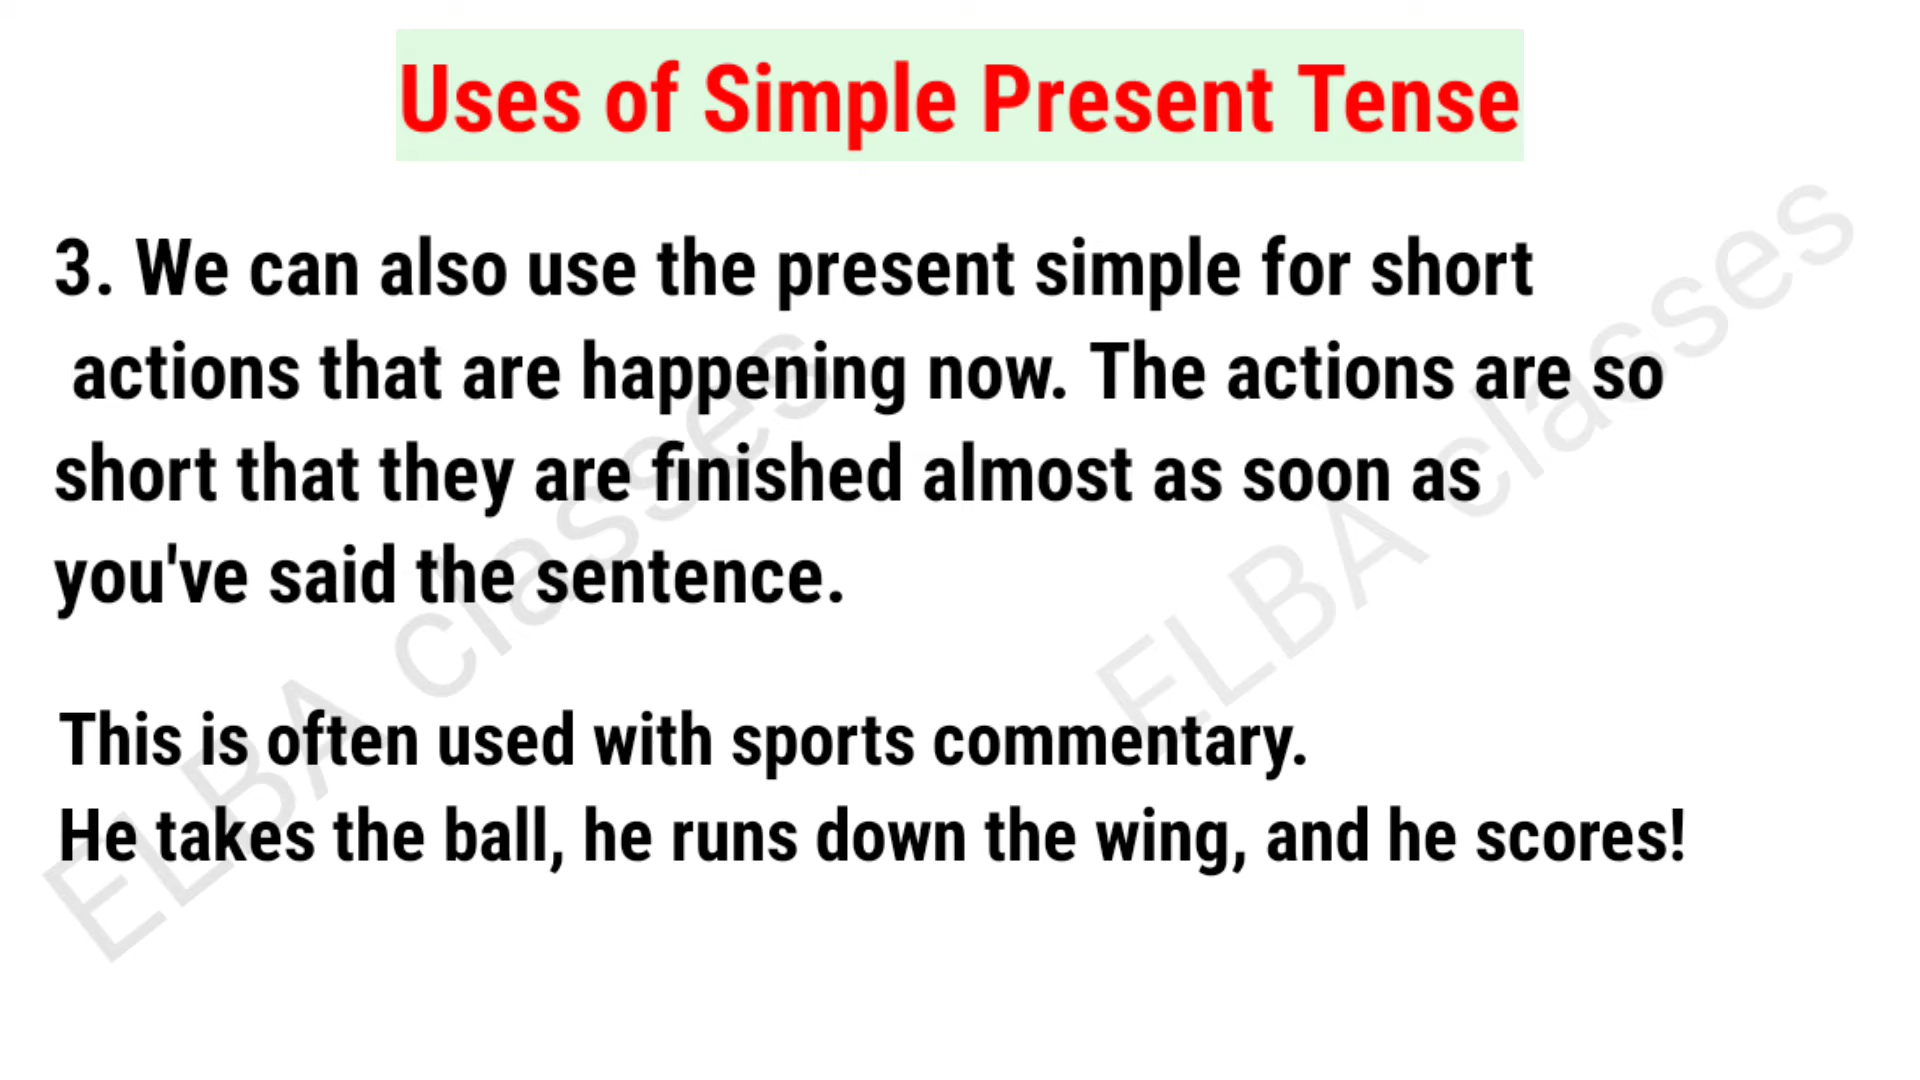 Uses of Simple Present Tense
3. We can also use the present simple for short
actions that are happening now. The actions are so
short that they are finished almost as soon as
you've said the sentence.
This is often used with sports commentary.
He takes the ball, he runs down the wing, and he scores!
ELBA classes
ELBA classes